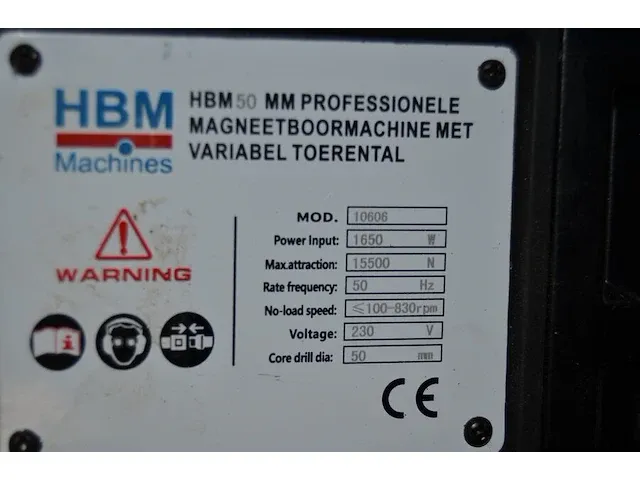 HBM
Machines
HBM 50 MM PROFESSIONELE
MAGNEETBOORMACHINE MET
VARIABEL TOERENTAL
WARNING
MOD. 10606
Power Input: 1650 W
Max.attraction: 15500 N
Rate frequency: 50 Hz
No-load speed: ≤100-830rpm
Voltage: 230 V
Core drill dia: 50 mm
CE